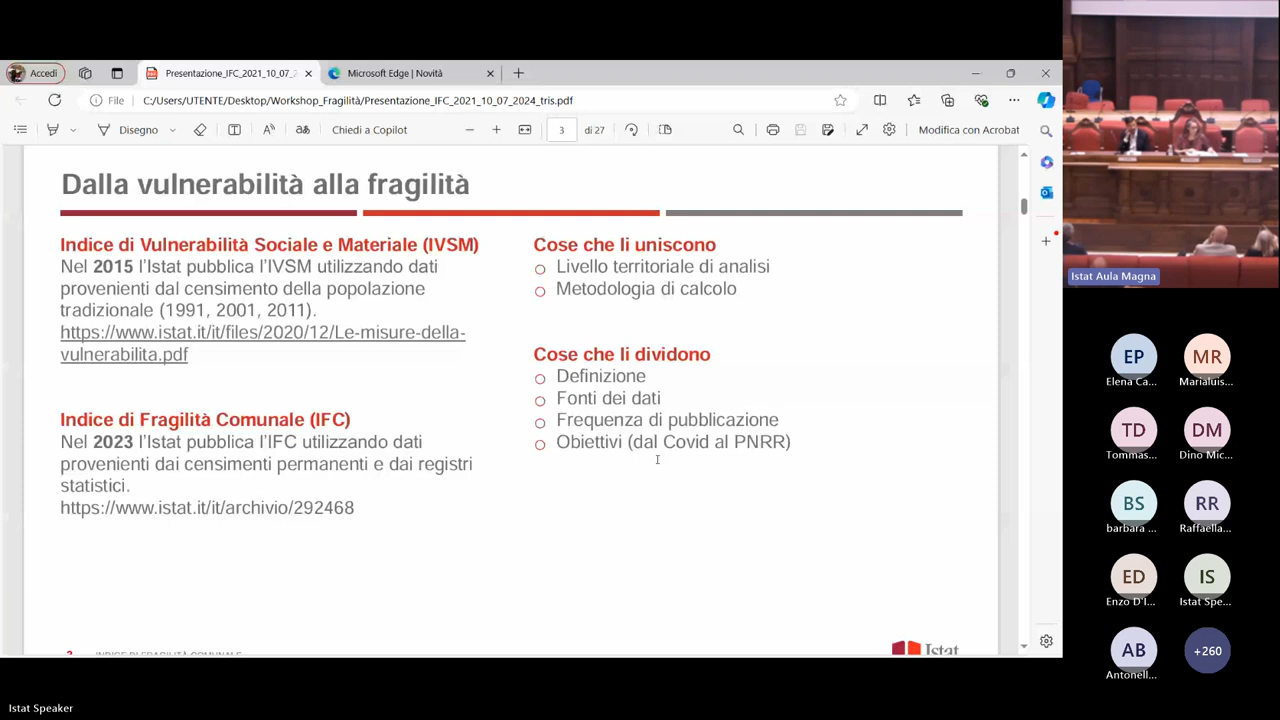 Accedi
Presentazione_IFC_2021_10_07_2
Microsoft Edge | Novità
File
C:/Users/UTENTE/Desktop/Workshop_Fragilità/Presentazione_IFC_2021_10_07_2024_tris.pdf
Disegno
Chiedi a Copilot
3
di 27
Modifica con Acrobat
Dalla vulnerabilità alla fragilità
Indice di Vulnerabilità Sociale e Materiale (IVSM)
Nel 2015 l'Istat pubblica l'IVSM utilizzando dati
provenienti dal censimento della popolazione
tradizionale (1991, 2001, 2011).
https://www.istat.it/it/files/2020/12/Le-misure-della-
vulnerabilita.pdf
Indice di Fragilità Comunale (IFC)
Nel 2023 l'Istat pubblica l'IFC utilizzando dati
provenienti dai censimenti permanenti e dai registri
statistici.
https://www.istat.it/it/archivio/292468
Cose che li uniscono
Livello territoriale di analisi
Metodologia di calcolo
Cose che li dividono
Definizione
Fonti dei dati
Frequenza di pubblicazione
Obiettivi (dal Covid al PNRR)
INDICE DI FRAGILITÀ COMUNALE
Istat
Istat Aula Magna
EP
Elena Ca...
MR
Marialuis...
TD
Tommas...
DM
Dino Mic...
BS
barbara ...
RR
Raffaella...
ED
Enzo D'I...
IS
Istat Spe...
AB
Antonell...
+260
Istat Speaker